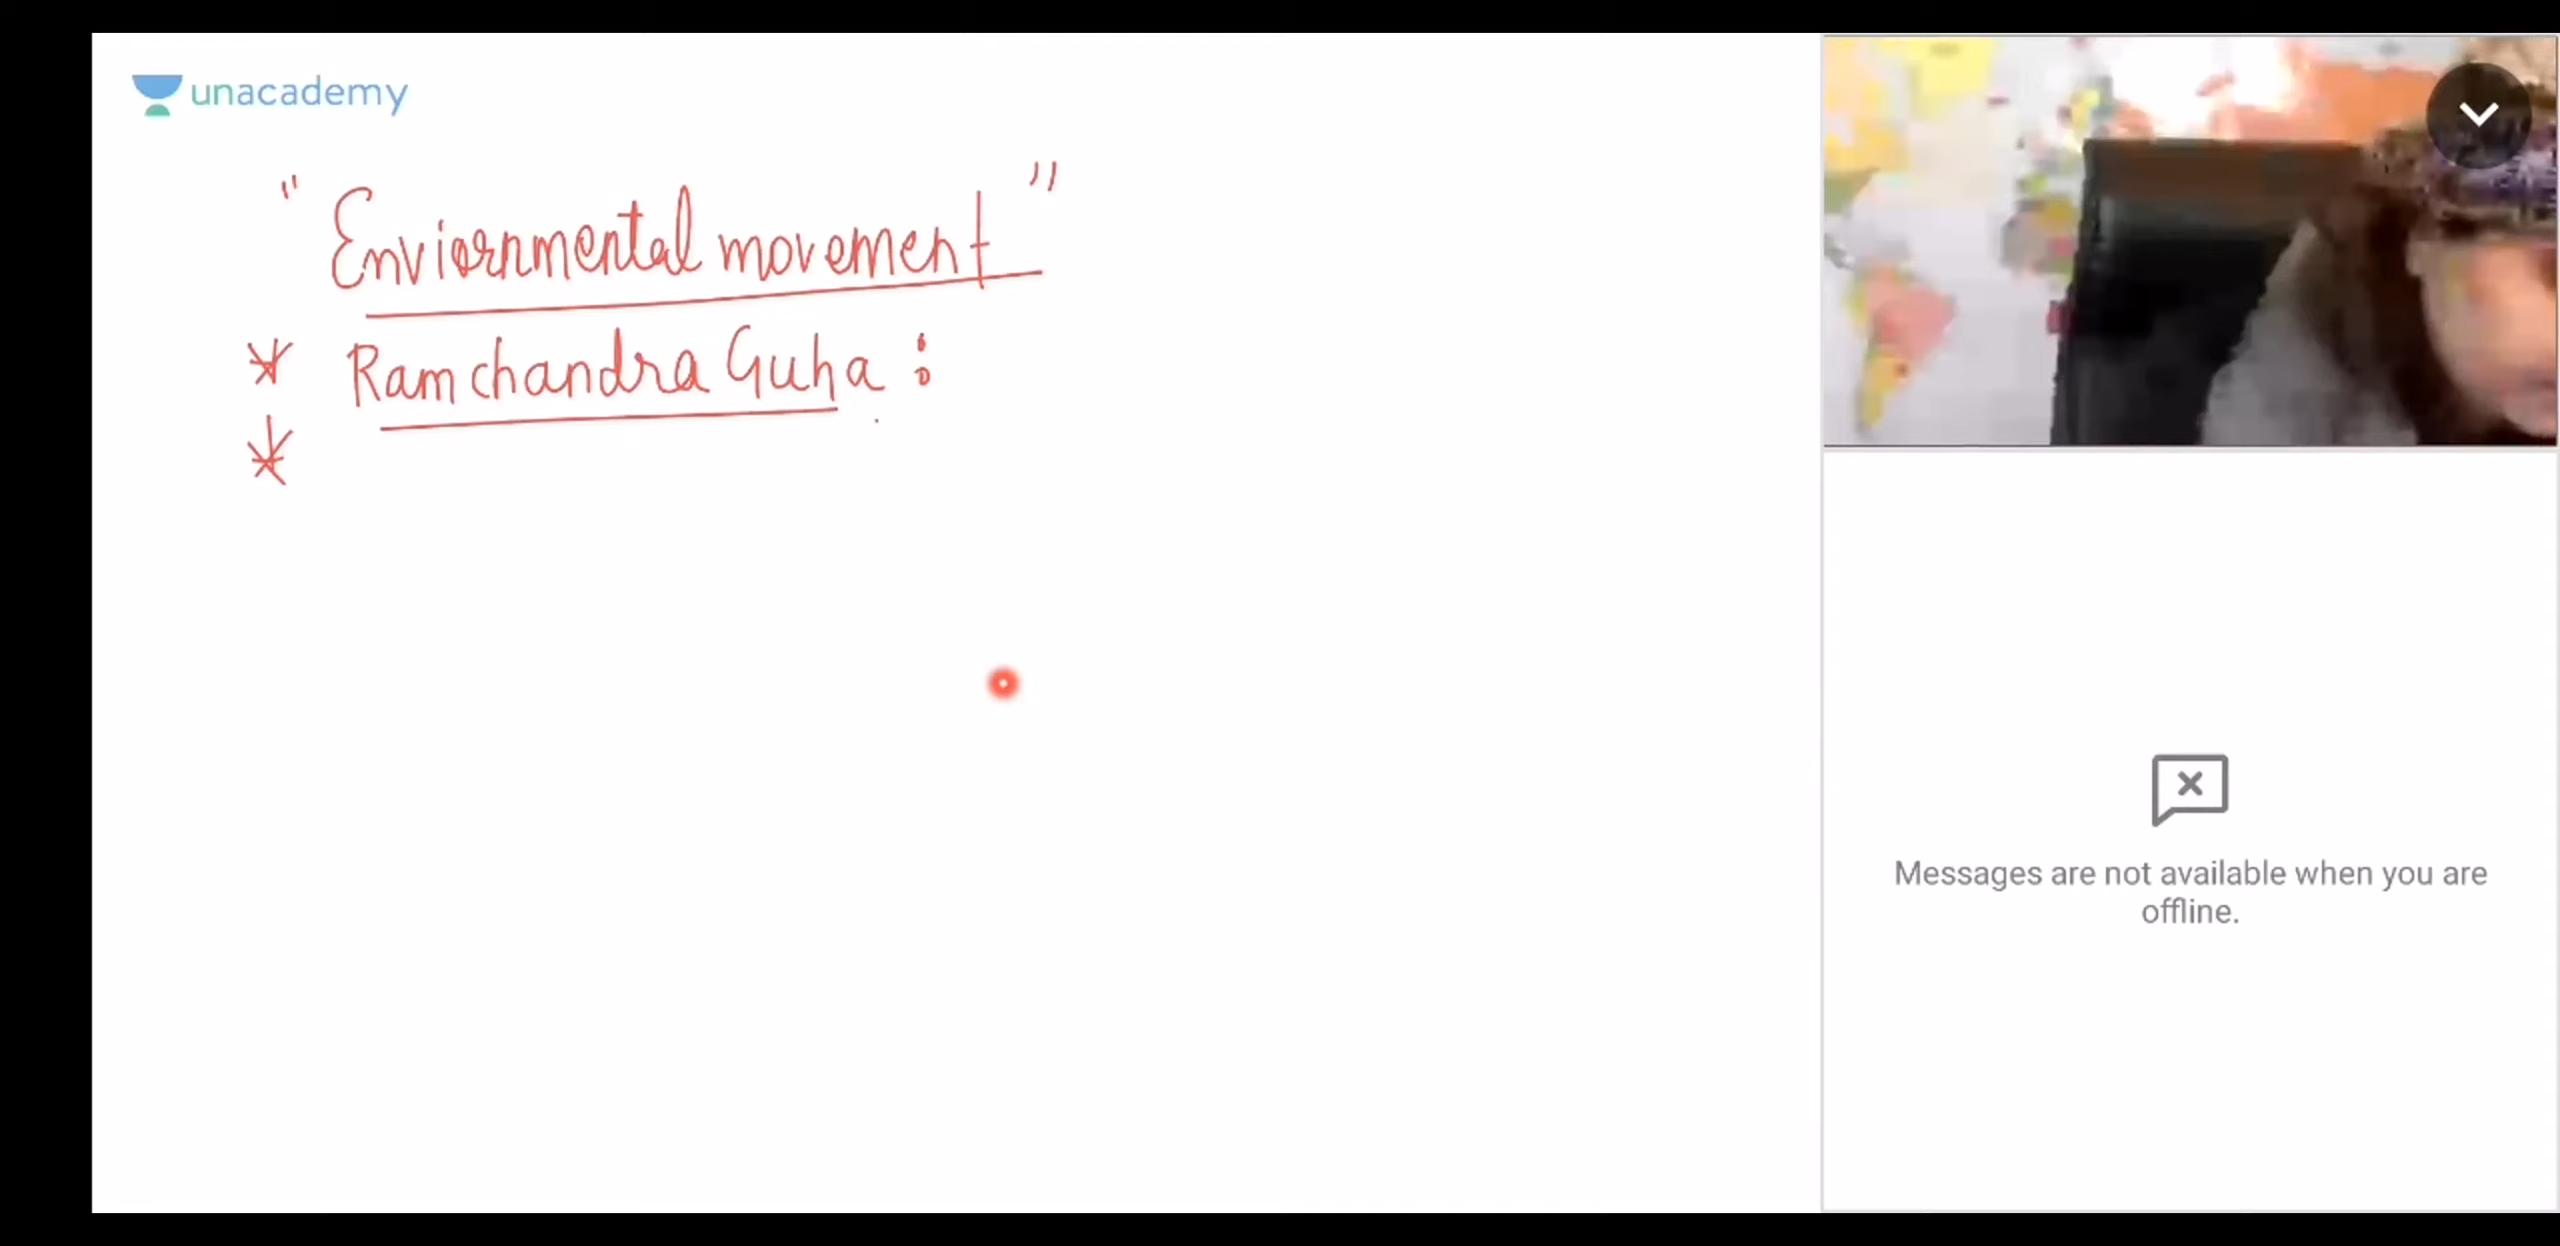 unacademy
" Enviornmental movement "
* Ramchandra Guha :
*
Messages are not available when you are
offline.